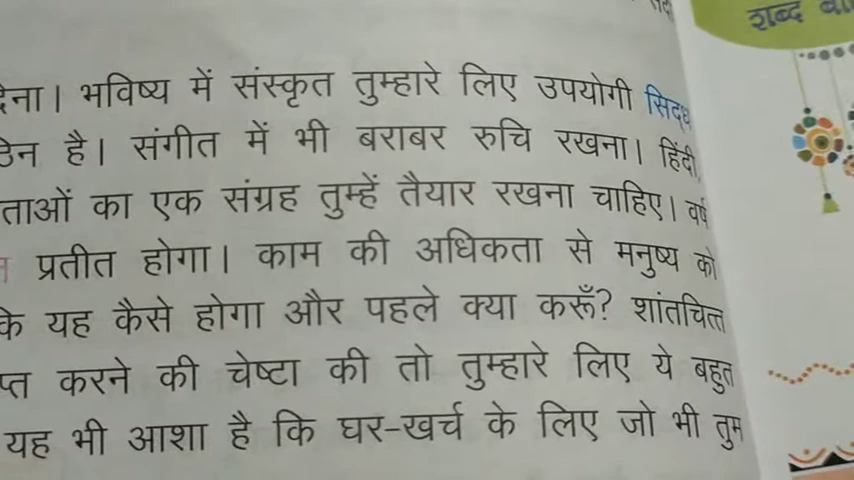 शब्द
देना। भविष्य में संस्कृत तुम्हारे लिए उपयोगी सिद्ध
है। संगीत में भी बराबर रुचि रखना। हिंदी,
का एक संग्रह तुम्हें तैयार रखना चाहिए। वर्ष
प्रतीत होगा। काम की अधिकता से मनुष्य को
कि यह कैसे होगा और पहले क्या करूँ? शांतचित्त
करने की चेष्टा की तो तुम्हारे लिए ये बहुत
यह भी आशा है कि घर-खर्च के लिए जो भी तुम